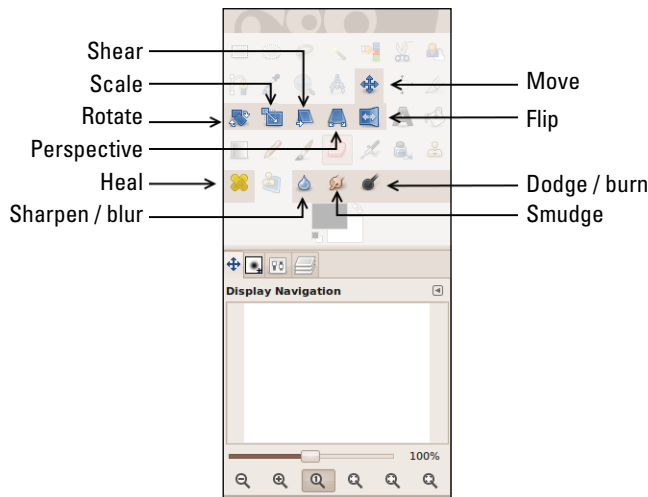 Shear
Scale
Rotate
Perspective
Heal
Sharpen / blur
Move
Flip
Dodge / burn
Smudge
Display Navigation
100%